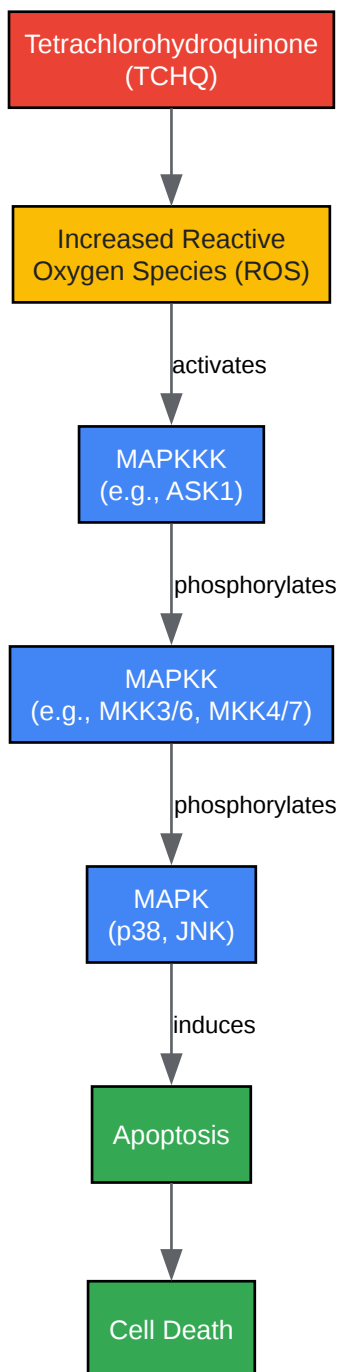 Tetrachlorohydroquinone
(TCHQ)
Increased Reactive
Oxygen Species (ROS)
activates
MAPKKK
(e.g., ASK1)
phosphorylates
MAPKK
(e.g., MKK3/6, MKK4/7)
phosphorylates
MAPK
(p38, JNK)
induces
Apoptosis
Cell Death